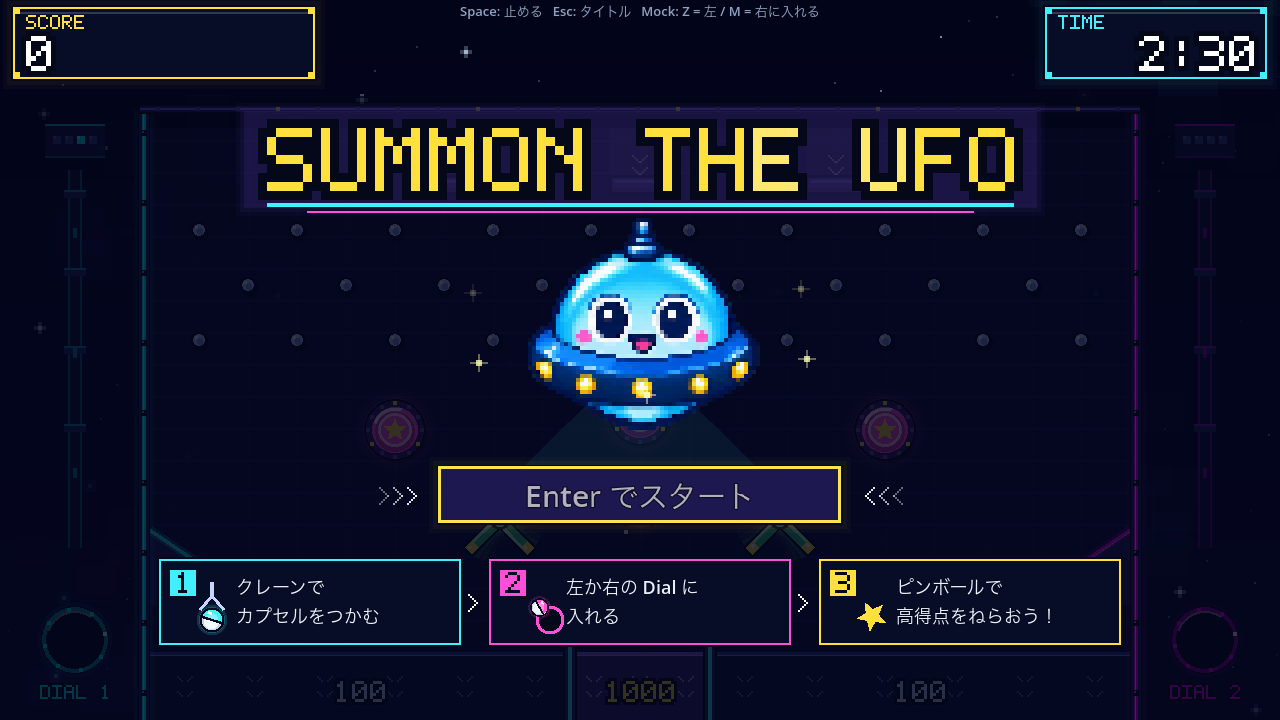 SCORE
0
Space: 止める Esc: タイトル Mock: Z = 左 / M = 右に入れる
TIME
2:30
SUMMON THE UFO
Enter でスタート
1
クレーンで
カプセルをつかむ
2
左か右の Dial に
入れる
3
ピンボールで
高得点をねらおう！
DIAL 1
100
1000
100
DIAL 2